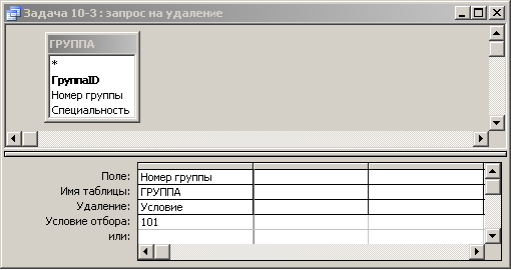 Задача 10-3 : запрос на удаление
ГРУППА
*
ГруппаID
Номер группы
Специальность
Поле: Номер группы
Имя таблицы: ГРУППА
Удаление: Условие
Условие отбора: 101
или: